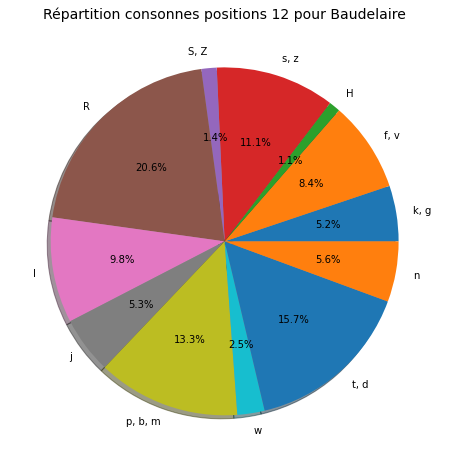 Répartition consonnes positions 12 pour Baudelaire
S, Z
s, z
H
R
f, v
1.4%
11.1%
1.1%
20.6%
8.4%
k, g
5.2%
9.8%
5.6%
l
n
5.3%
15.7%
13.3%
2.5%
j
t, d
p, b, m
w